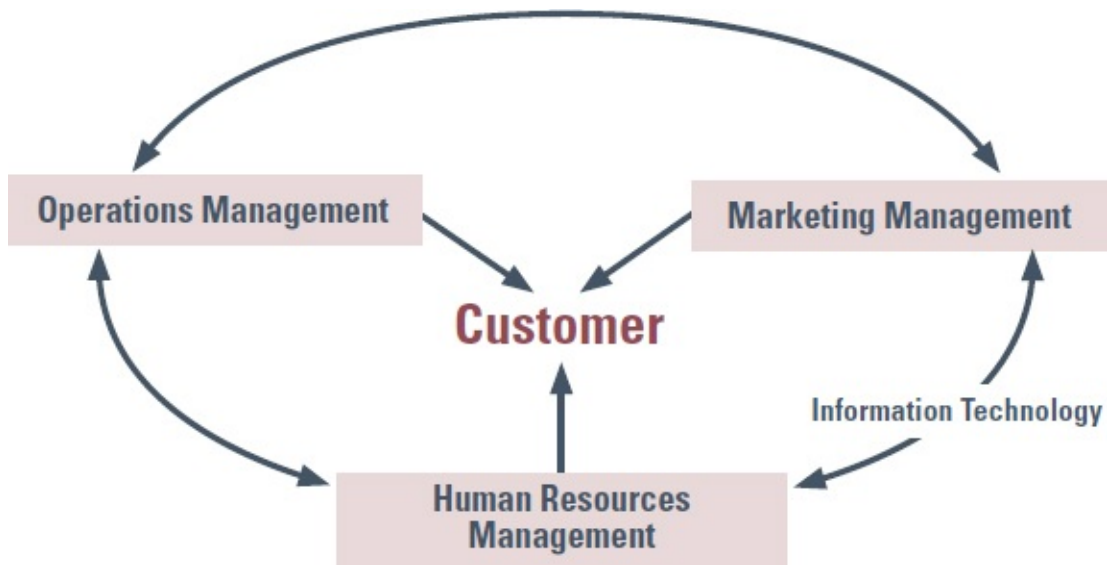 Operations Management
Marketing Management
Customer
Information Technology
Human Resources
Management